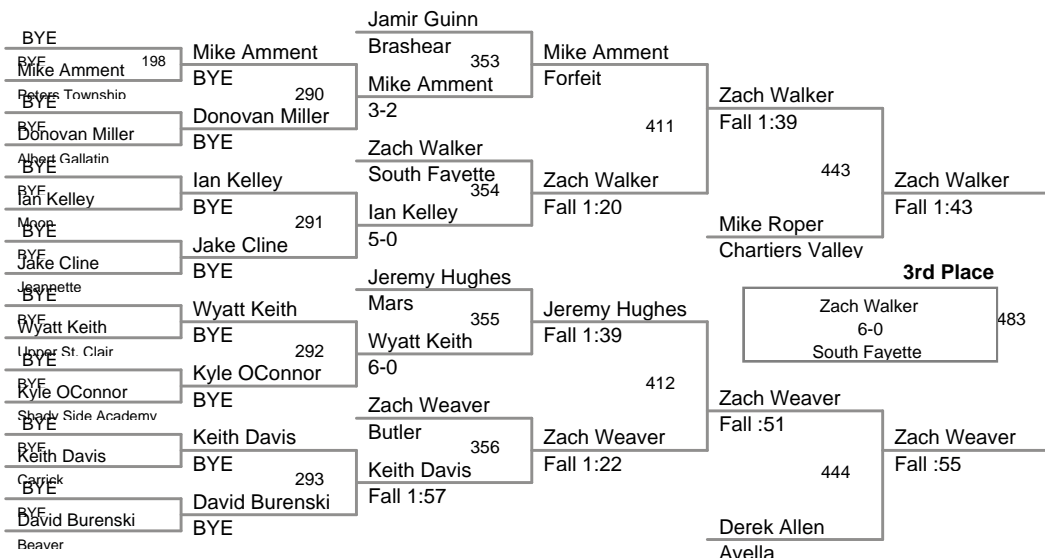 BYE
BYE
Mike Amment
198
Peters Township
BYE
BYE
Donovan Miller
Albert Gallatin
BYE
BYE
Ian Kelley
Moon
BYE
BYE
Jake Cline
Jeannette
BYE
BYE
Wyatt Keith
Upper St. Clair
BYE
BYE
Kyle OConnor
Shady Side Academy
BYE
BYE
Keith Davis
Carrick
BYE
BYE
David Burenski
Beaver
Mike Amment
BYE
290
Donovan Miller
BYE
Ian Kelley
BYE
291
Jake Cline
BYE
Wyatt Keith
BYE
292
Kyle OConnor
BYE
Keith Davis
BYE
293
David Burenski
BYE
Jamir Guinn
Brashear
353
Mike Amment
3-2
Zach Walker
South Fayette
354
Ian Kelley
5-0
Jeremy Hughes
Mars
355
Wyatt Keith
6-0
Zach Weaver
Butler
356
Keith Davis
Fall 1:57
Mike Amment
Forfeit
411
Zach Walker
Fall 1:20
Jeremy Hughes
Fall 1:39
412
Zach Weaver
Fall 1:22
Zach Walker
Fall 1:39
443
Mike Roper
Chartiers Valley
Zach Weaver
Fall :51
444
Derek Allen
Avella
Zach Walker
Fall 1:43
3rd Place
Zach Walker
6-0
South Fayette
483
Zach Weaver
Fall :55